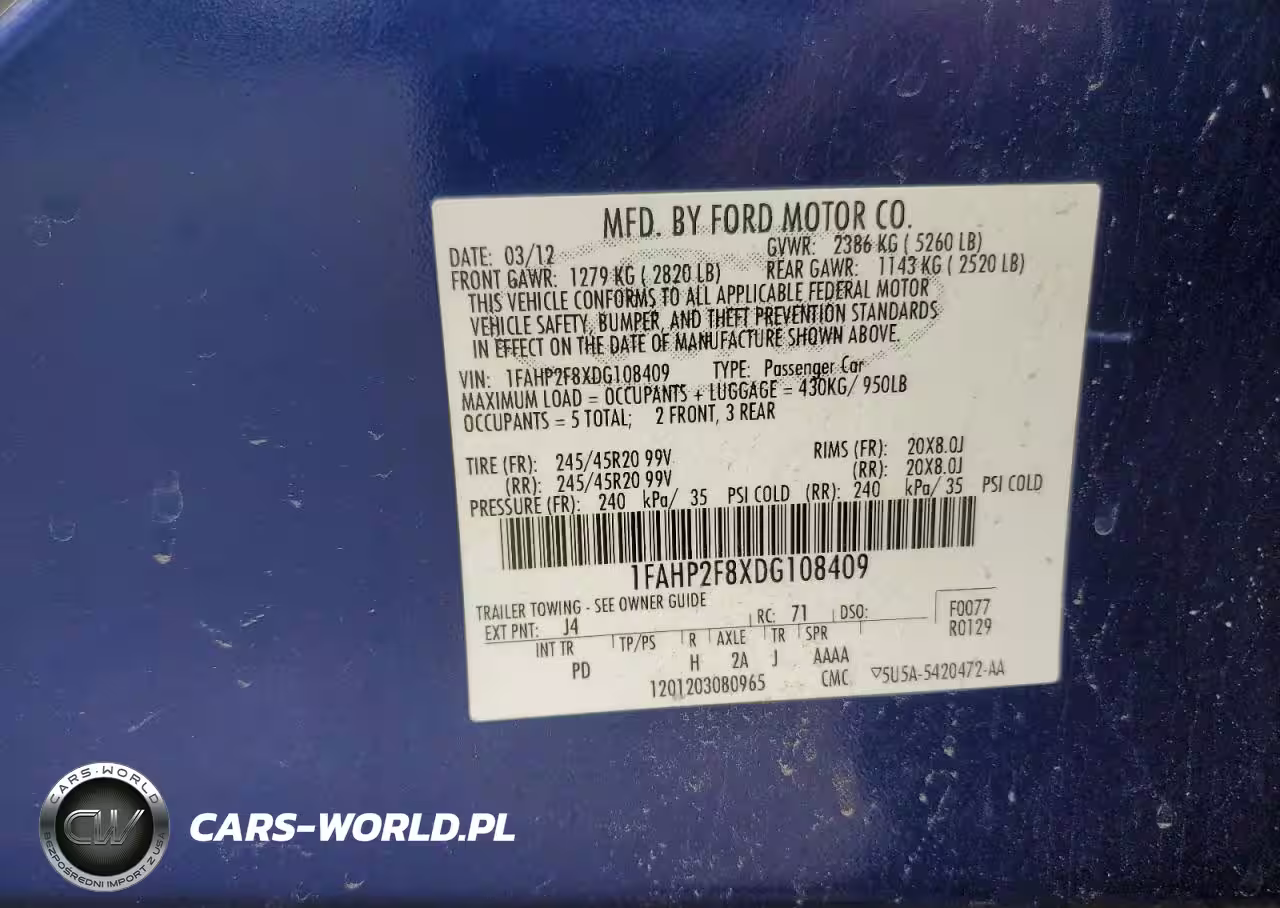 MFD. BY FORD MOTOR CO.
DATE: 03/12 GVWR: 2386 KG ( 5260 LB)
FRONT GAWR: 1279 KG ( 2820 LB) REAR GAWR: 1143 KG ( 2520 LB)
THIS VEHICLE CONFORMS TO ALL APPLICABLE FEDERAL MOTOR
VEHICLE SAFETY, BUMPER, AND THEFT PREVENTION STANDARDS
IN EFFECT ON THE DATE OF MANUFACTURE SHOWN ABOVE.
VIN: 1FAHP2F8XDG108409 TYPE: Passenger Car
MAXIMUM LOAD = OCCUPANTS + LUGGAGE = 430KG/ 950LB
OCCUPANTS = 5 TOTAL; 2 FRONT, 3 REAR
TIRE (FR): 245/45R20 99V RIMS (FR): 20X8.0J
(RR): 245/45R20 99V (RR): 20X8.0J
PRESSURE (FR): 240 kPa/ 35 PSI COLD (RR): 240 kPa/ 35 PSI COLD
1FAHP2F8XDG108409
TRAILER TOWING - SEE OWNER GUIDE
EXT PNT: J4 RC: 71 DSO: F0077
R0129
INT TR TP/PS R AXLE TR SPR
PD H 2A J AAAA
1201203080965 CMC ▽5U5A-5420472-AA
CARS-WORLD
CW
BEZPOŚREDNI IMPORT Z USA
CARS-WORLD.PL